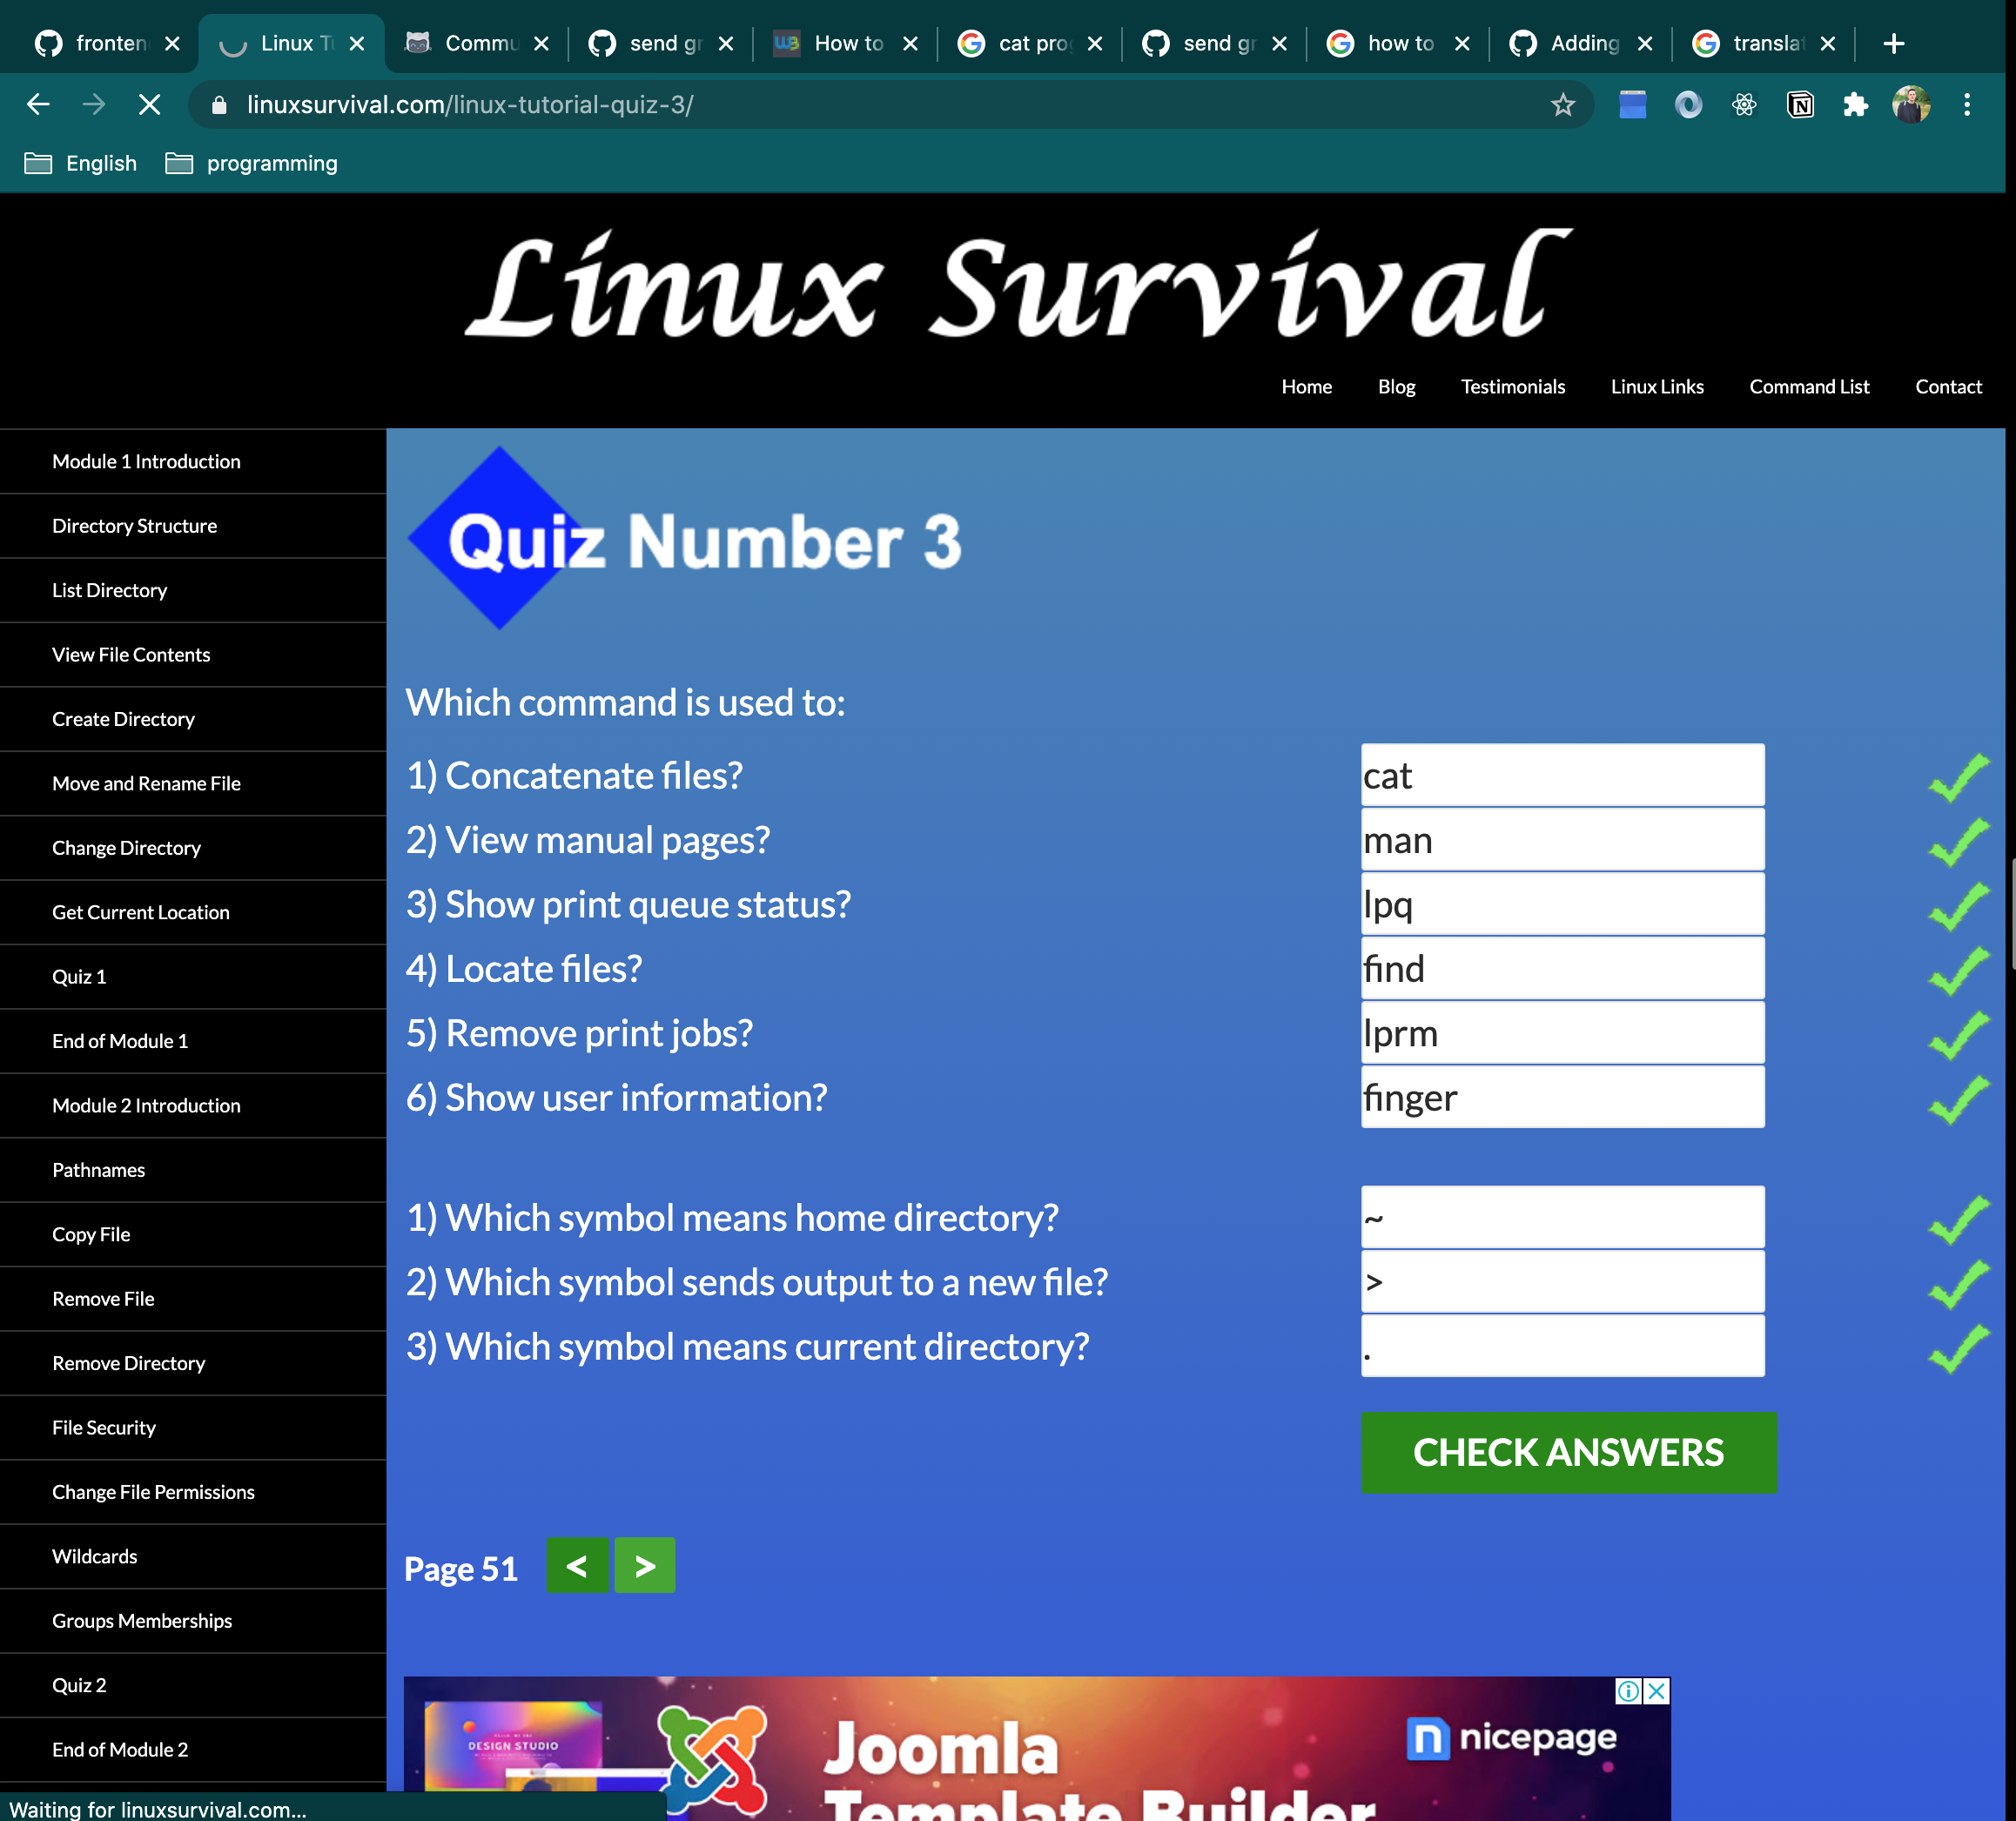 fronten
Linux T
Commu
send gr
How to
cat pro
send gr
how to
Adding
translat
linuxsurvival.com/linux-tutorial-quiz-3/
English
programming
Linux Survival
Home
Blog
Testimonials
Linux Links
Command List
Contact
Module 1 Introduction
Directory Structure
List Directory
View File Contents
Create Directory
Move and Rename File
Change Directory
Get Current Location
Quiz 1
End of Module 1
Module 2 Introduction
Pathnames
Copy File
Remove File
Remove Directory
File Security
Change File Permissions
Wildcards
Groups Memberships
Quiz 2
End of Module 2
Quiz Number 3
Which command is used to:
1) Concatenate files? cat
2) View manual pages? man
3) Show print queue status? lpq
4) Locate files? find
5) Remove print jobs? lprm
6) Show user information? finger
1) Which symbol means home directory? ~
2) Which symbol sends output to a new file? >
3) Which symbol means current directory? .
CHECK ANSWERS
Page 51 < >
DESIGN STUDIO
Joomla
Template Builder
nicepage
Waiting for linuxsurvival.com...